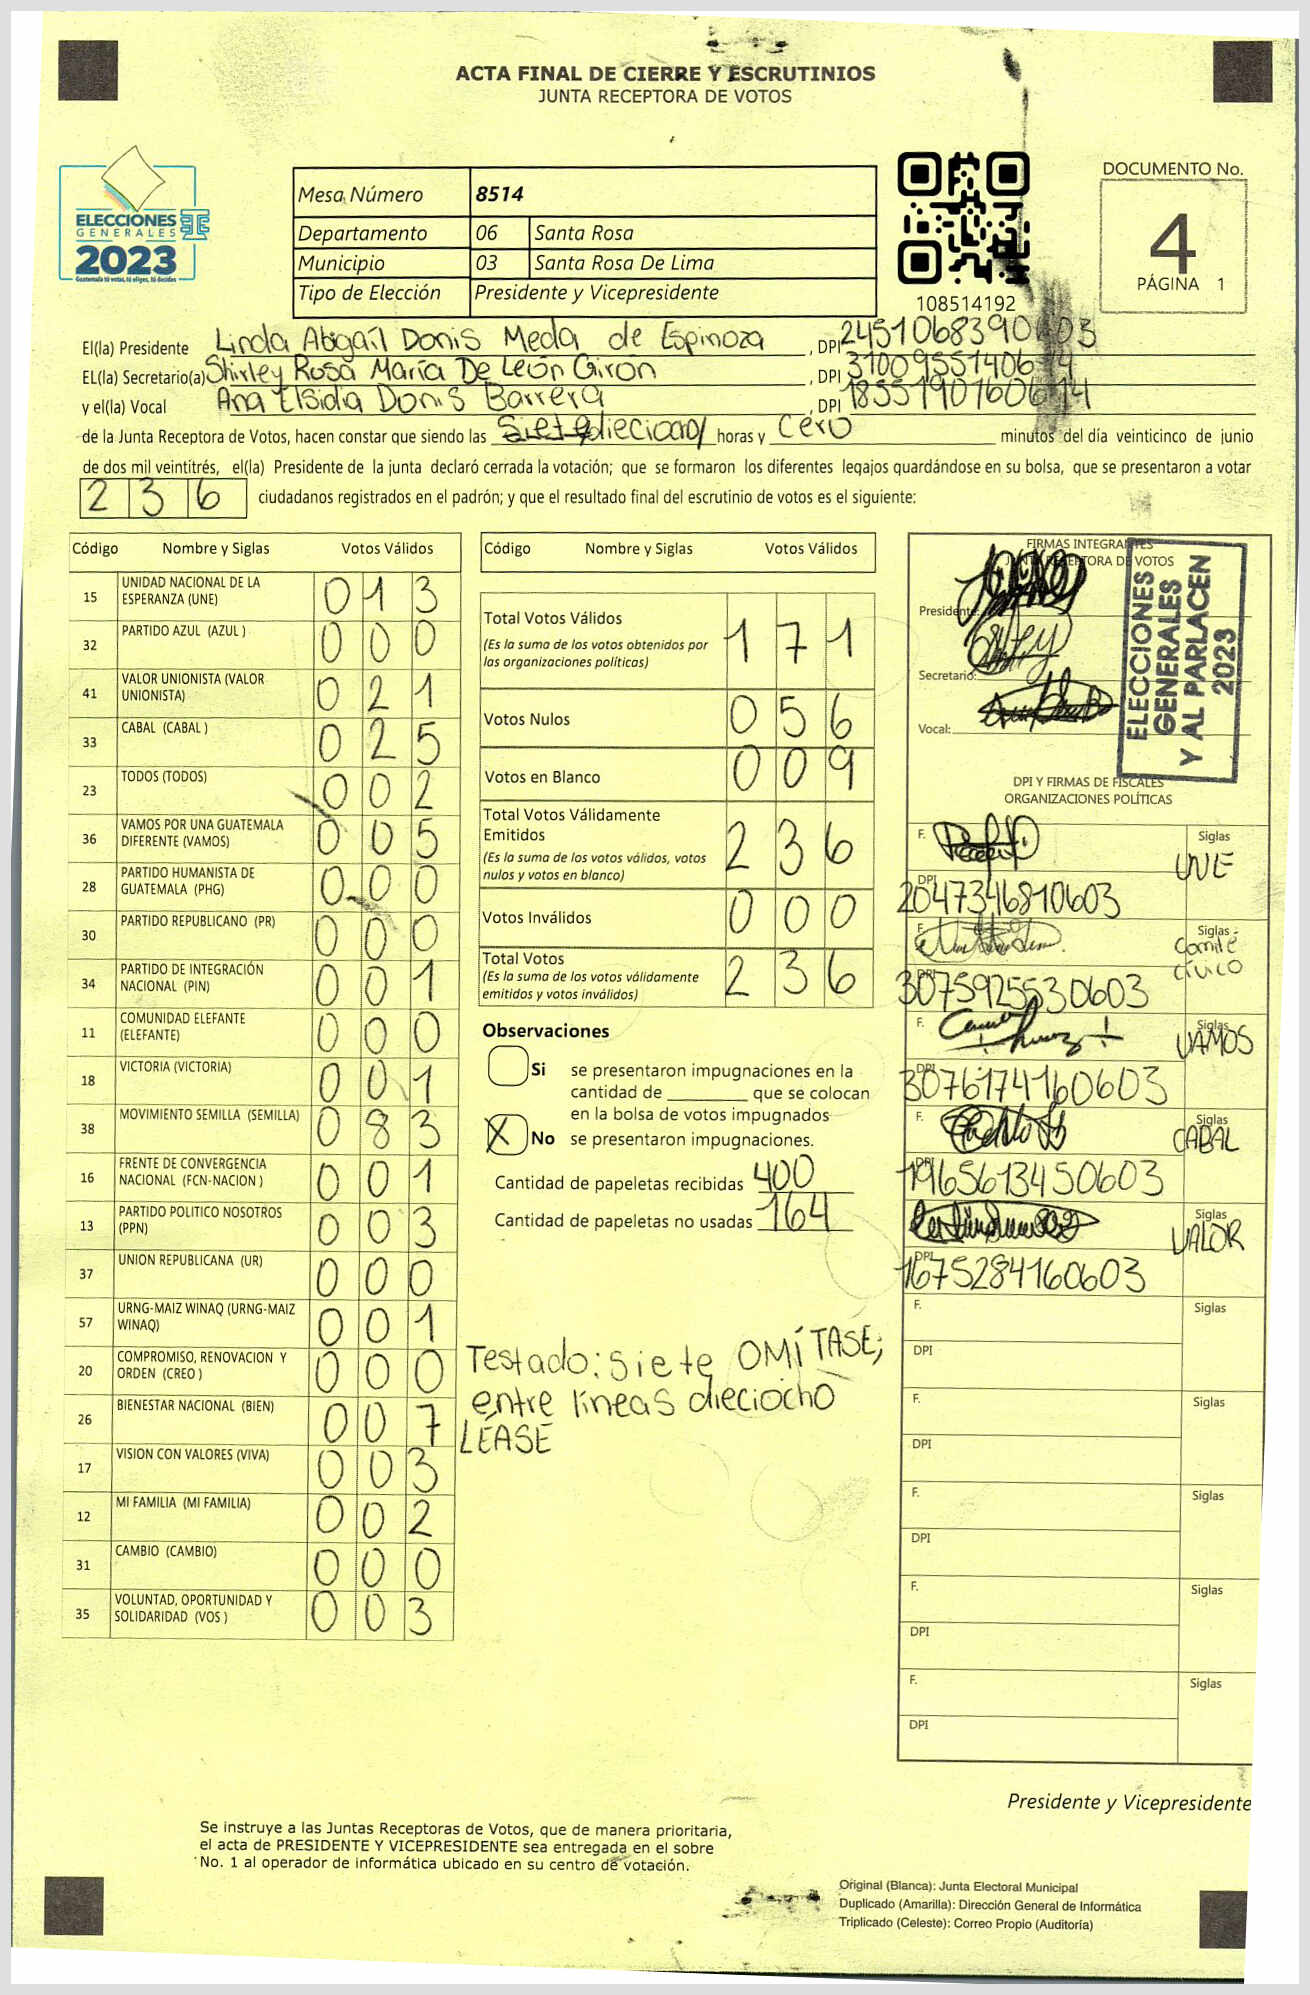 ACTA FINAL DE CIERRE Y ESCRUTINIOS
JUNTA RECEPTORA DE VOTOS
ELECCIONES
GENERALES
2023
Guatemala tú votas, tú eliges, tú decides
Mesa Número 8514
Departamento 06 Santa Rosa
Municipio 03 Santa Rosa De Lima
Tipo de Elección Presidente y Vicepresidente
108514192
DOCUMENTO No.
4
PÁGINA 1
El(la) Presidente Linda Abigaíl Donis Meda de Espinoza , DPI 2451068390603
EL(la) Secretario(a) Shirley Rosa María De León Girón , DPI
y el(la) Vocal Ana Elsidia Donis Barrera , DPI
de la Junta Receptora de Votos, hacen constar que siendo las siete dieciocho horas y cero minutos del día veinticinco de junio
de dos mil veintitrés, el(la) Presidente de la junta declaró cerrada la votación; que se formaron los diferentes legajos quardándose en su bolsa, que se presentaron a votar
2 3 6 ciudadanos registrados en el padrón; y que el resultado final del escrutinio de votos es el siguiente:
Código Nombre y Siglas Votos Válidos
15 UNIDAD NACIONAL DE LA ESPERANZA (UNE) 0 1 3
32 PARTIDO AZUL (AZUL ) 0 0 0
41 VALOR UNIONISTA (VALOR UNIONISTA) 0 2 1
33 CABAL (CABAL ) 0 2 5
23 TODOS (TODOS) 0 0 2
36 VAMOS POR UNA GUATEMALA DIFERENTE (VAMOS) 0 0 5
28 PARTIDO HUMANISTA DE GUATEMALA (PHG) 0 0 0
30 PARTIDO REPUBLICANO (PR) 0 0 0
34 PARTIDO DE INTEGRACIÓN NACIONAL (PIN) 0 0 1
11 COMUNIDAD ELEFANTE (ELEFANTE) 0 0 0
18 VICTORIA (VICTORIA) 0 0 1
38 MOVIMIENTO SEMILLA (SEMILLA) 0 8 3
16 FRENTE DE CONVERGENCIA NACIONAL (FCN-NACION ) 0 0 1
13 PARTIDO POLITICO NOSOTROS (PPN) 0 0 3
37 UNION REPUBLICANA (UR) 0 0 0
57 URNG-MAIZ WINAQ (URNG-MAIZ WINAQ) 0 0 1
20 COMPROMISO, RENOVACION Y ORDEN (CREO ) 0 0 0
26 BIENESTAR NACIONAL (BIEN) 0 0 7
17 VISION CON VALORES (VIVA) 0 0 3
12 MI FAMILIA (MI FAMILIA) 0 0 2
31 CAMBIO (CAMBIO) 0 0 0
35 VOLUNTAD, OPORTUNIDAD Y SOLIDARIDAD (VOS ) 0 0 3
Código Nombre y Siglas Votos Válidos
Total Votos Válidos 1 7 1
(Es la suma de los votos obtenidos por
las organizaciones políticas)
Votos Nulos 0 5 6
Votos en Blanco 0 0 9
Total Votos Válidamente
Emitidos 2 3 6
(Es la suma de los votos válidos, votos
nulos y votos en blanco)
Votos Inválidos 0 0 0
Total Votos 2 3 6
(Es la suma de los votos válidamente
emitidos y votos inválidos)
Observaciones
Si se presentaron impugnaciones en la
cantidad de ________ que se colocan
en la bolsa de votos impugnados
X No se presentaron impugnaciones.
Cantidad de papeletas recibidas 400
Cantidad de papeletas no usadas 164
Testado: siete OMÍTASE;
entre líneas dieciocho
LÉASE
FIRMAS INTEGRANTES
JUNTA RECEPTORA DE VOTOS
Presidente:
Secretario:
Vocal:
ELECCIONES
GENERALES
Y AL PARLACEN
2023
DPI Y FIRMAS DE FISCALES
ORGANIZACIONES POLÍTICAS
F. Siglas UNE
DPI 2047346810603
F. Siglas Comité cívico
DPI 3075925530603
F. Siglas VAMOS
DPI 3076174160603
F. Siglas CABAL
DPI 1965613450603
F. Siglas VALOR
DPI 1675284160603
F. Siglas
DPI
F. Siglas
DPI
F. Siglas
DPI
F. Siglas
DPI
F. Siglas
DPI
Presidente y Vicepresidente
Se instruye a las Juntas Receptoras de Votos, que de manera prioritaria,
el acta de PRESIDENTE Y VICEPRESIDENTE sea entregada en el sobre
No. 1 al operador de informática ubicado en su centro de votación.
Original (Blanca): Junta Electoral Municipal
Duplicado (Amarilla): Dirección General de Informática
Triplicado (Celeste): Correo Propio (Auditoría)